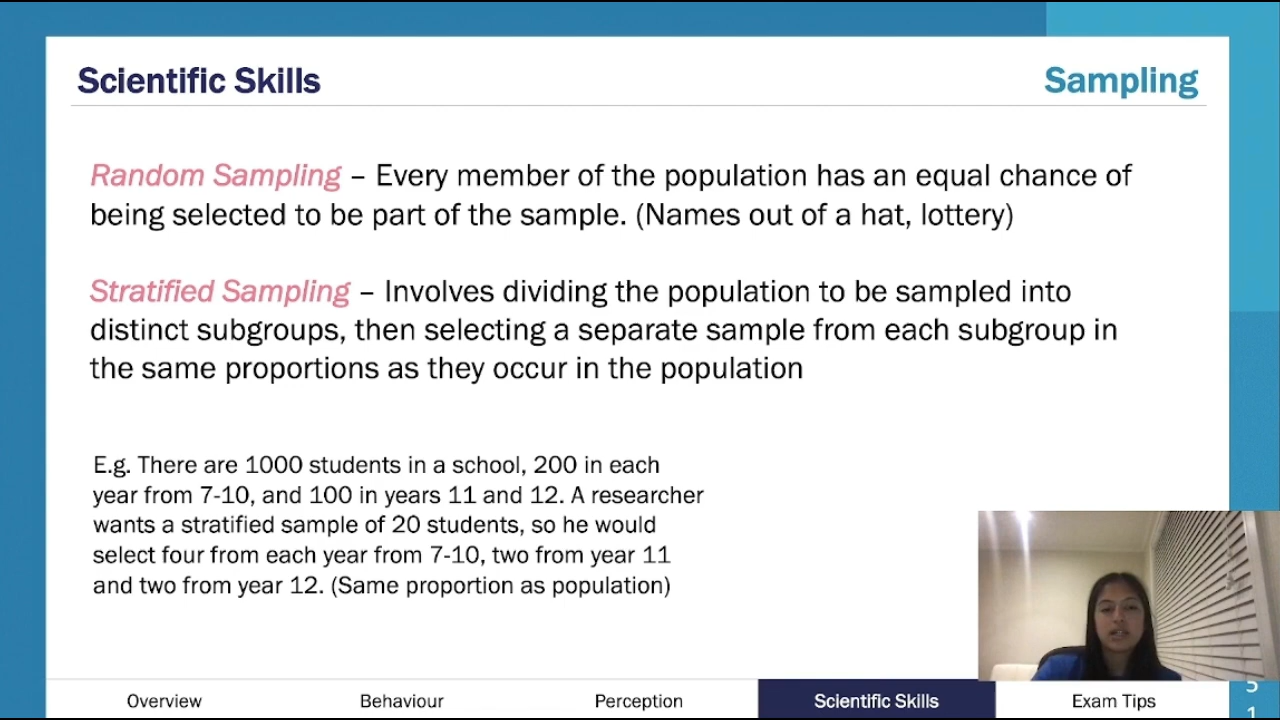 Scientific Skills
Sampling
Random Sampling – Every member of the population has an equal chance of
being selected to be part of the sample. (Names out of a hat, lottery)
Stratified Sampling – Involves dividing the population to be sampled into
distinct subgroups, then selecting a separate sample from each subgroup in
the same proportions as they occur in the population
E.g. There are 1000 students in a school, 200 in each
year from 7-10, and 100 in years 11 and 12. A researcher
wants a stratified sample of 20 students, so he would
select four from each year from 7-10, two from year 11
and two from year 12. (Same proportion as population)
Overview
Behaviour
Perception
Scientific Skills
Exam Tips
5
1